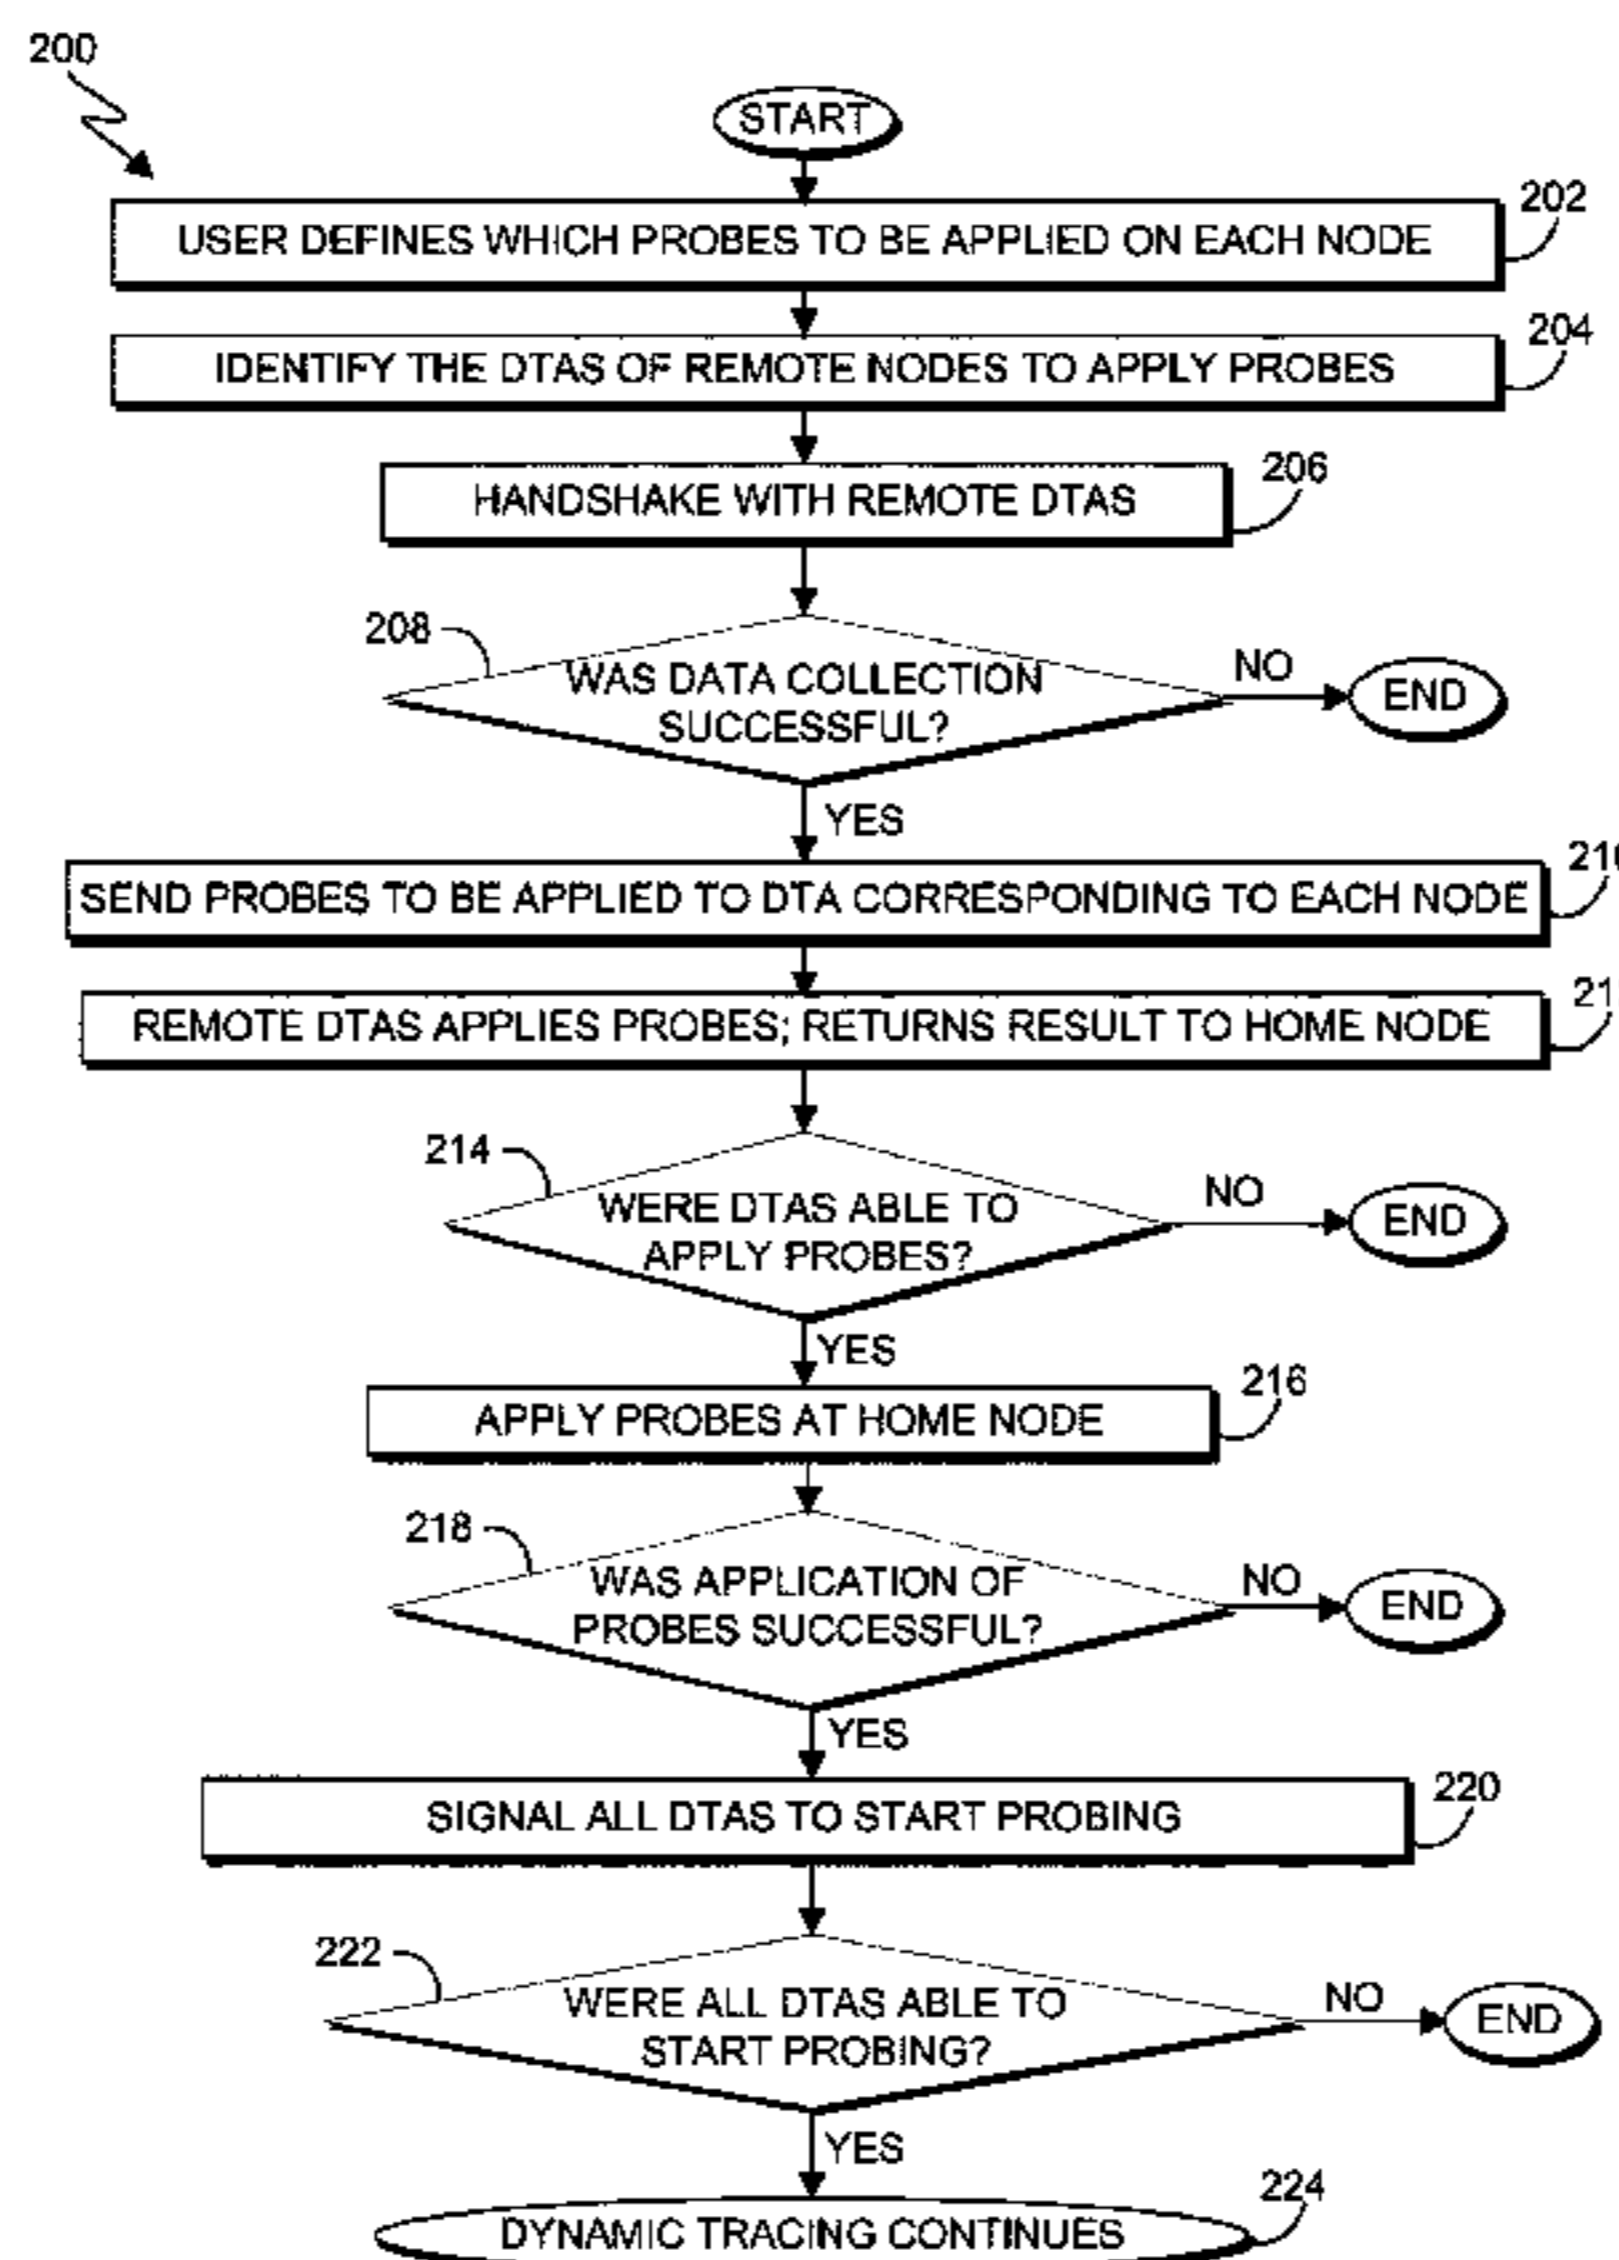 200
START
202
USER DEFINES WHICH PROBES TO BE APPLIED ON EACH NODE
204
IDENTIFY THE DTAS OF REMOTE NODES TO APPLY PROBES
206
HANDSHAKE WITH REMOTE DTAS
208
WAS DATA COLLECTION
SUCCESSFUL?
NO
END
YES
210
SEND PROBES TO BE APPLIED TO DTA CORRESPONDING TO EACH NODE
21
REMOTE DTAS APPLIES PROBES; RETURNS RESULT TO HOME NODE
214
WERE DTAS ABLE TO
APPLY PROBES?
NO
END
YES
216
APPLY PROBES AT HOME NODE
218
WAS APPLICATION OF
PROBES SUCCESSFUL?
NO
END
YES
220
SIGNAL ALL DTAS TO START PROBING
222
WERE ALL DTAS ABLE TO
START PROBING?
NO
END
YES
224
DYNAMIC TRACING CONTINUES